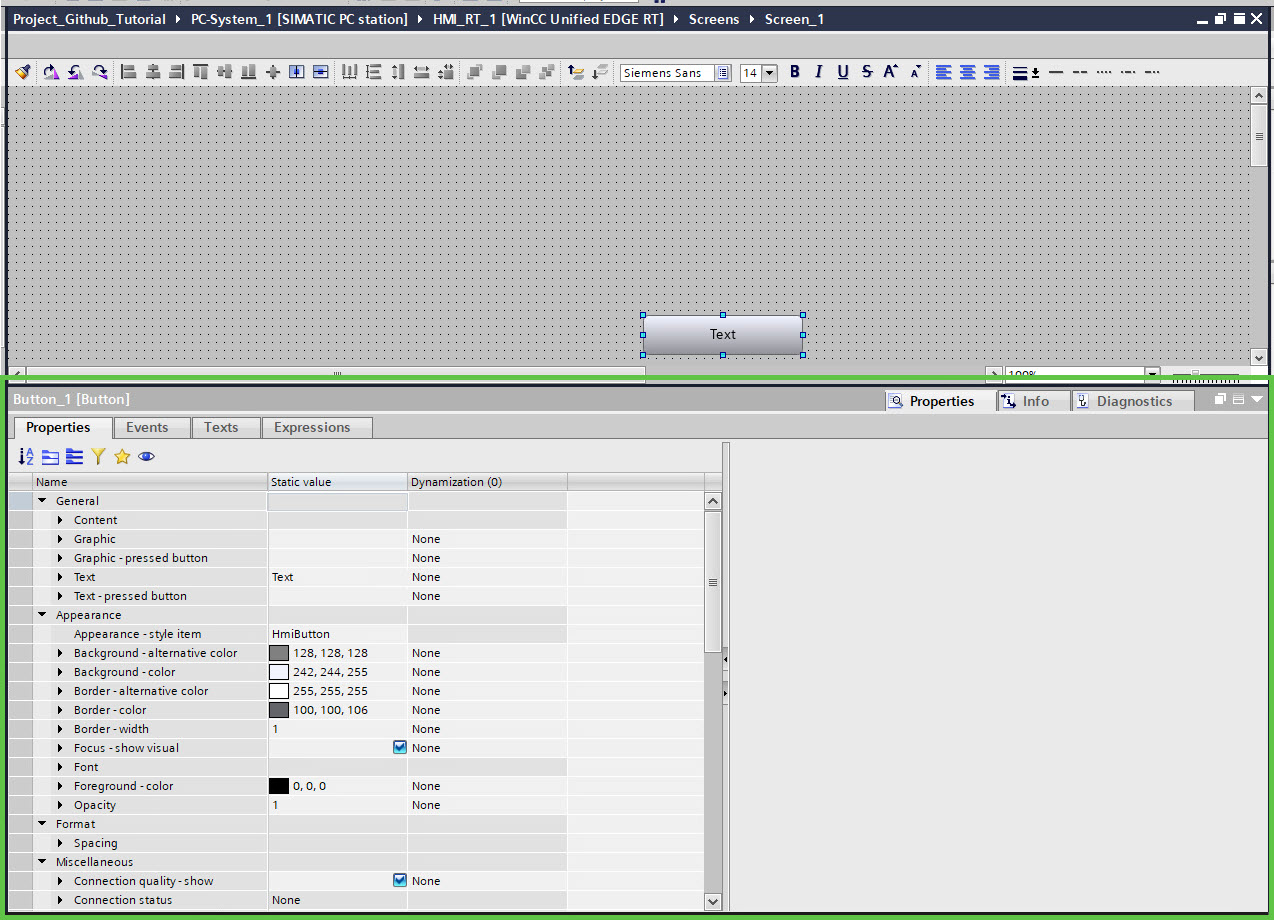 Project_Github_Tutorial ▸ PC-System_1 [SIMATIC PC station] ▸ HMI_RT_1 [WinCC Unified EDGE RT] ▸ Screens ▸ Screen_1
Siemens Sans 14 B I U S A A
Text
100%
Button_1 [Button] Properties Info Diagnostics
Properties Events Texts Expressions
Name Static value Dynamization (0)
General
Content
Graphic None
Graphic - pressed button None
Text Text None
Text - pressed button None
Appearance
Appearance - style item HmiButton
Background - alternative color 128, 128, 128 None
Background - color 242, 244, 255 None
Border - alternative color 255, 255, 255 None
Border - color 100, 100, 106 None
Border - width 1 None
Focus - show visual None
Font
Foreground - color 0, 0, 0 None
Opacity 1 None
Format
Spacing
Miscellaneous
Connection quality - show None
Connection status None